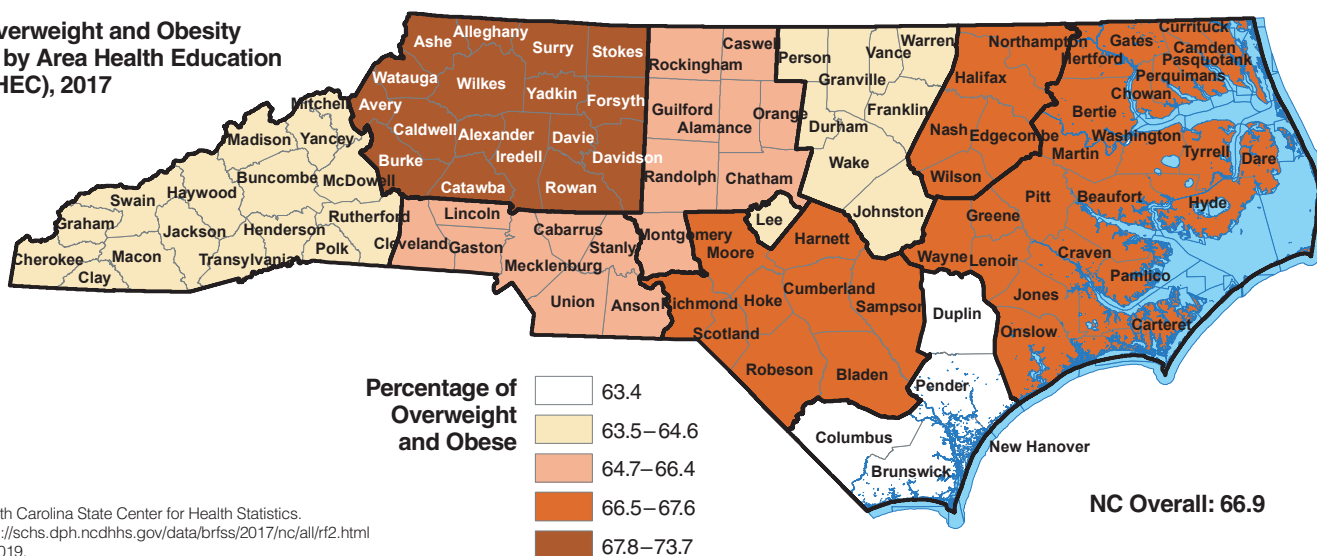 verweight and Obesity
by Area Health Education
HEC), 2017
Ashe
Alleghany
Surry
Stokes
Watauga
Wilkes
Yadkin
Forsyth
Avery
Caldwell
Alexander
Davie
Iredell
Davidson
Burke
Catawba
Rowan
Rockingham
Caswell
Guilford
Alamance
Orange
Randolph
Chatham
Person
Granville
Vance
Warren
Franklin
Durham
Wake
Johnston
Lee
Northampton
Halifax
Nash
Edgecombe
Wilson
Hertford
Gates
Currituck
Camden
Pasquotank
Perquimans
Chowan
Bertie
Washington
Martin
Tyrrell
Dare
Pitt
Beaufort
Hyde
Greene
Wayne
Lenoir
Craven
Pamlico
Jones
Onslow
Carteret
Mitchell
Madison
Yancey
Buncombe
McDowell
Haywood
Swain
Graham
Jackson
Henderson
Rutherford
Polk
Cherokee
Macon
Transylvania
Clay
Cleveland
Lincoln
Gaston
Cabarrus
Stanly
Mecklenburg
Union
Anson
Montgomery
Moore
Harnett
Richmond
Hoke
Cumberland
Sampson
Scotland
Robeson
Bladen
Duplin
Pender
Columbus
Brunswick
New Hanover
Percentage of
Overweight
and Obese
63.4
63.5–64.6
64.7–66.4
66.5–67.6
67.8–73.7
NC Overall: 66.9
th Carolina State Center for Health Statistics.
://schs.dph.ncdhhs.gov/data/brfss/2017/nc/all/rf2.html
019.